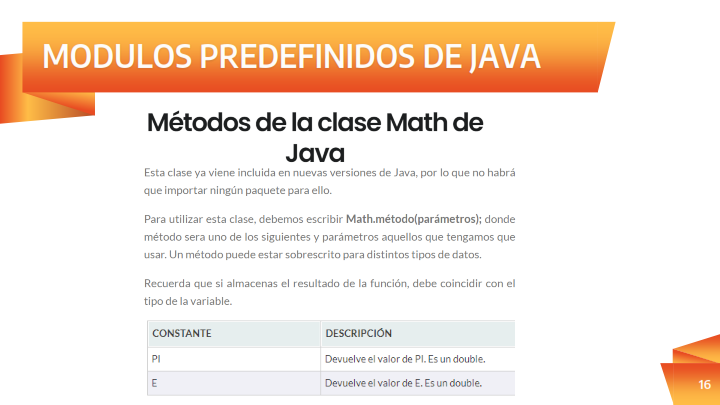 MODULOS PREDEFINIDOS DE JAVA
Métodos de la clase Math de
Java
Esta clase ya viene incluida en nuevas versiones de Java, por lo que no habrá
que importar ningún paquete para ello.
Para utilizar esta clase, debemos escribir Math.método(parámetros); donde
método sera uno de los siguientes y parámetros aquellos que tengamos que
usar. Un método puede estar sobrescrito para distintos tipos de datos.
Recuerda que si almacenas el resultado de la función, debe coincidir con el
tipo de la variable.
CONSTANTE DESCRIPCIÓN
PI Devuelve el valor de PI. Es un double.
E Devuelve el valor de E. Es un double.
16